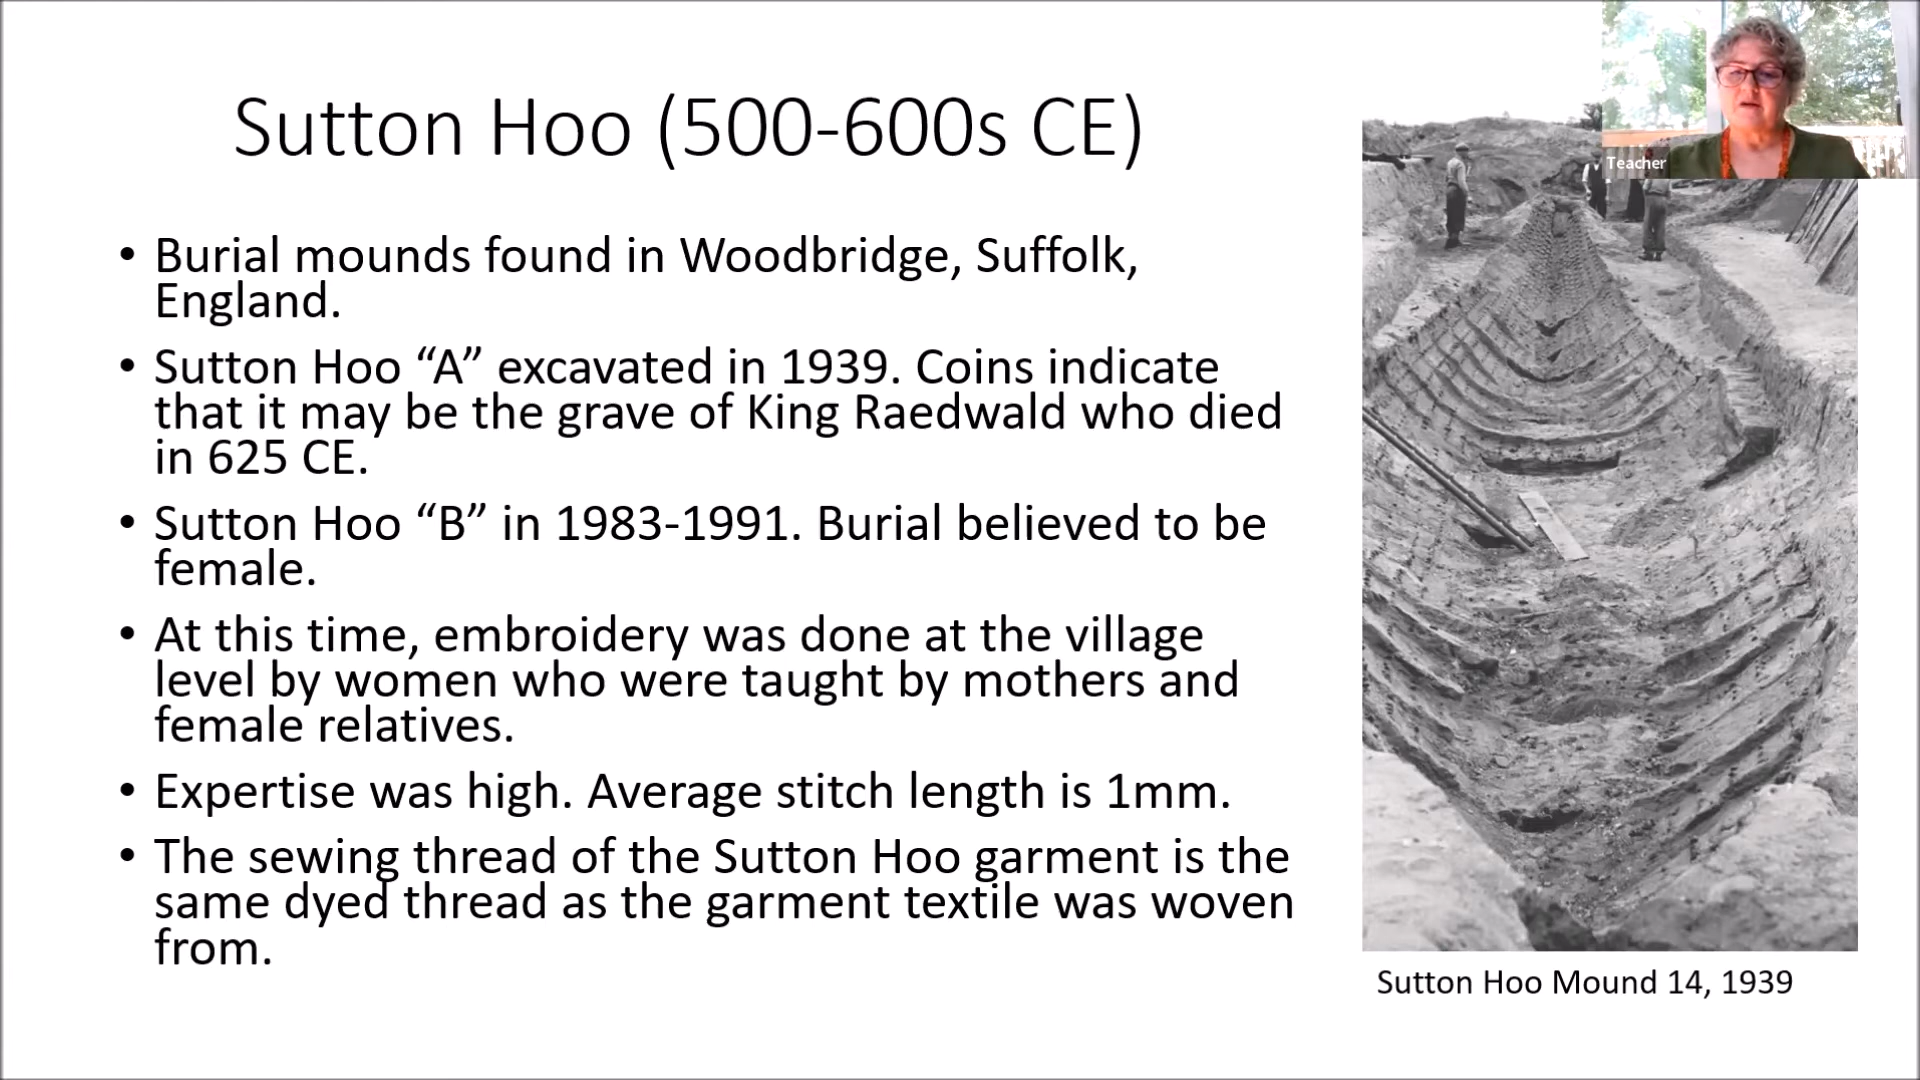 Sutton Hoo (500-600s CE)
• Burial mounds found in Woodbridge, Suffolk,
England.
• Sutton Hoo “A” excavated in 1939. Coins indicate
that it may be the grave of King Raedwald who died
in 625 CE.
• Sutton Hoo “B” in 1983-1991. Burial believed to be
female.
• At this time, embroidery was done at the village
level by women who were taught by mothers and
female relatives.
• Expertise was high. Average stitch length is 1mm.
• The sewing thread of the Sutton Hoo garment is the
same dyed thread as the garment textile was woven
from.
Teacher
Sutton Hoo Mound 14, 1939